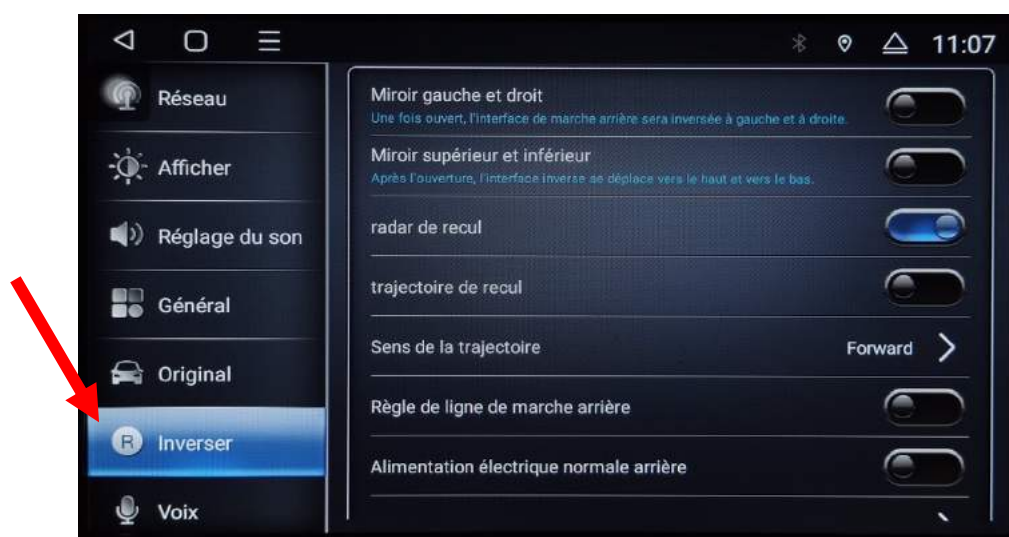 11:07
Réseau
Afficher
Réglage du son
Général
Original
R Inverser
Voix
Miroir gauche et droit
Une fois ouvert, l'interface de marche arrière sera inversée à gauche et à droite.
Miroir supérieur et inférieur
Après l'ouverture, l'interface inverse se déplace vers le haut et vers le bas.
radar de recul
trajectoire de recul
Sens de la trajectoire Forward
Règle de ligne de marche arrière
Alimentation électrique normale arrière